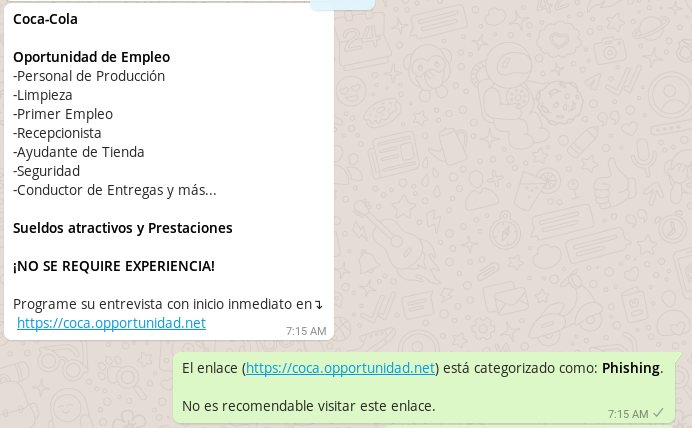 Coca-Cola
Oportunidad de Empleo
-Personal de Producción
-Limpieza
-Primer Empleo
-Recepcionista
-Ayudante de Tienda
-Seguridad
-Conductor de Entregas y más...
Sueldos atractivos y Prestaciones
¡NO SE REQUIRE EXPERIENCIA!
Programe su entrevista con inicio inmediato en⤵
https://coca.opportunidad.net
7:15 AM
El enlace (https://coca.opportunidad.net) está categorizado como: Phishing.
No es recomendable visitar este enlace.
7:15 AM